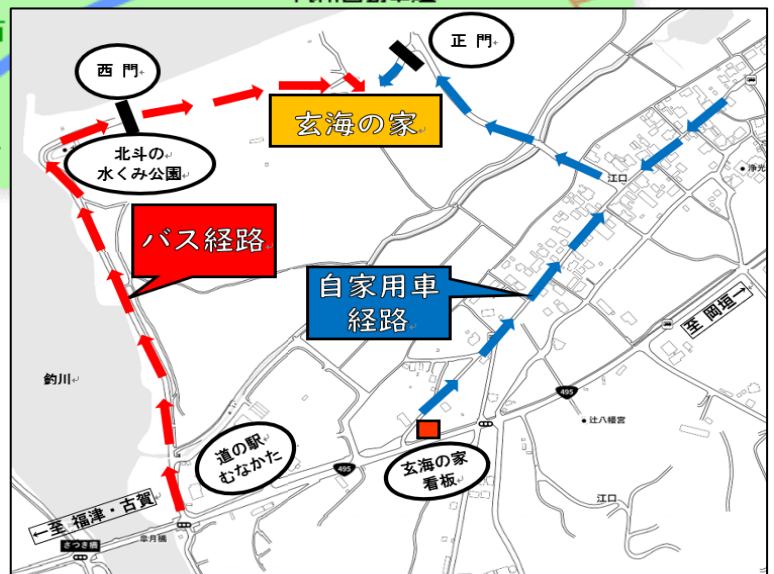 西 門
正 門
北斗の
水くみ公園
玄海の家
バス経路
自家用車
経路
江口
浄光
至 岡垣→
釣川
495
辻八幡宮
道の駅
むなかた
玄海の家
看板
495
江口
←至 福津・古賀
さつき橋
皐月橋